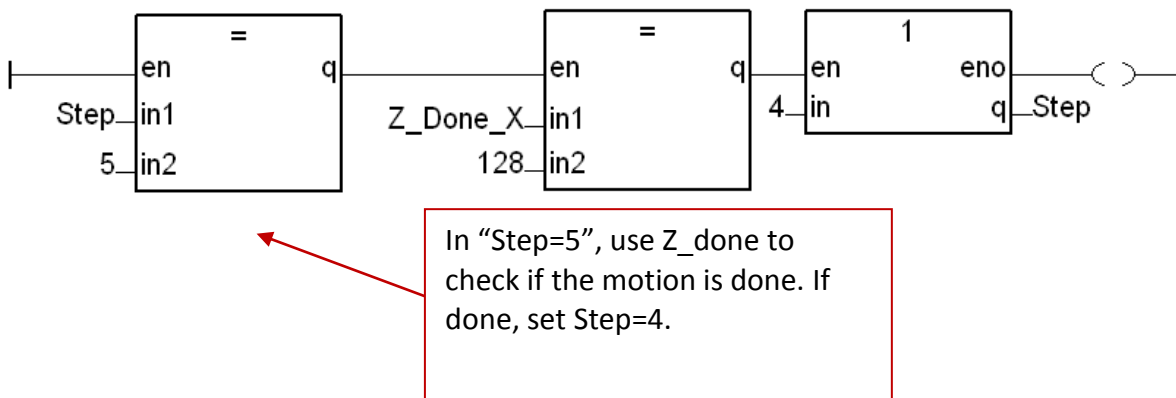 = = 1
en q en q en eno
Step in1 Z_Done_X in1 4 in q Step
5 in2 128 in2
In “Step=5”, use Z_done to
check if the motion is done. If
done, set Step=4.